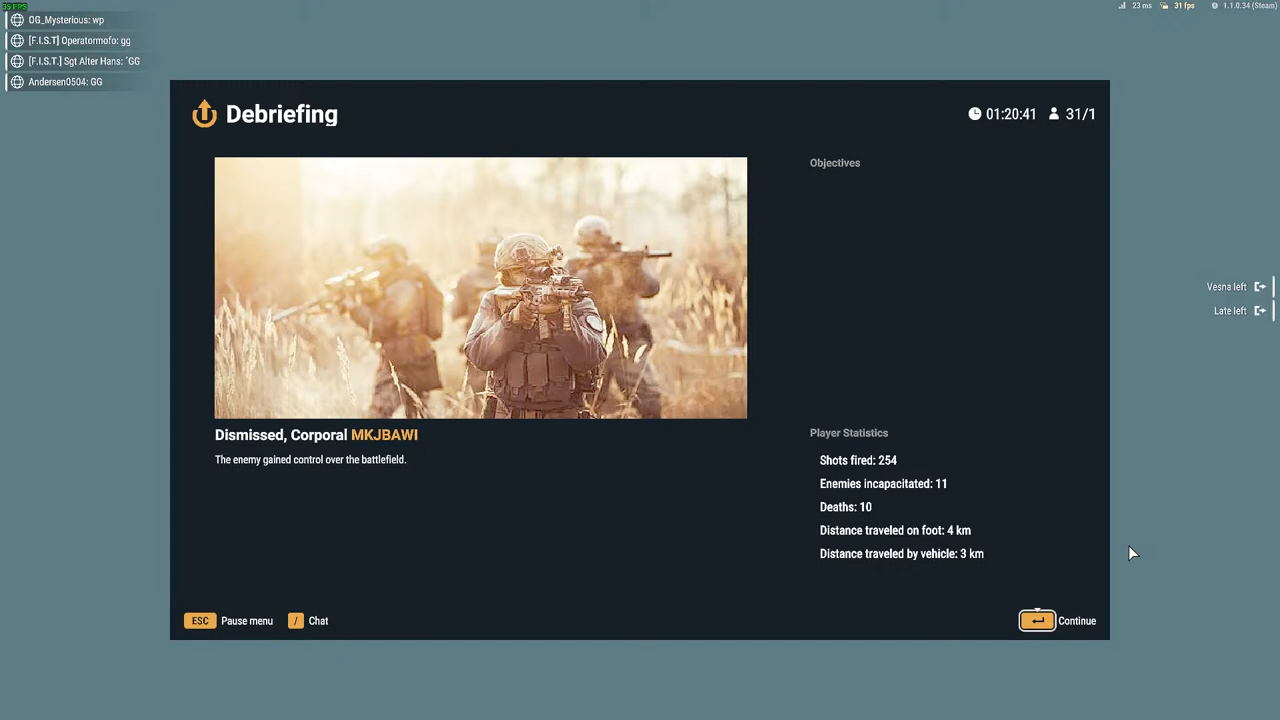 35 FPS
23 ms 31 fps 1.1.0.34 (Steam)
OG_Mysterious: wp
[F.I.S.T] Operatormofo: gg
[F.I.S.T.] Sgt Alter Hans: ´GG
Andersen0504: GG
Debriefing
01:20:41 31/1
Objectives
Vesna left
Late left
Dismissed, Corporal MKJBAWI
The enemy gained control over the battlefield.
Player Statistics
Shots fired: 254
Enemies incapacitated: 11
Deaths: 10
Distance traveled on foot: 4 km
Distance traveled by vehicle: 3 km
ESC Pause menu / Chat
Continue